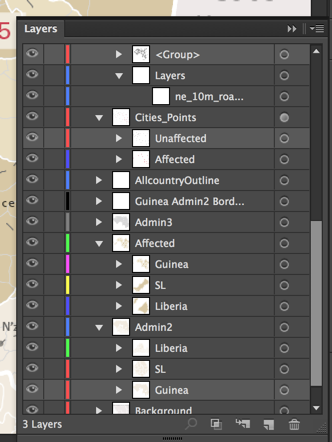 5
Layers
<Group>
Layers
ne_10m_roa...
Cities_Points
Unaffected
Affected
AllcountryOutline
Guinea Admin2 Bord...
Admin3
Affected
Guinea
SL
Liberia
Admin2
Liberia
SL
Guinea
Background
3 Layers